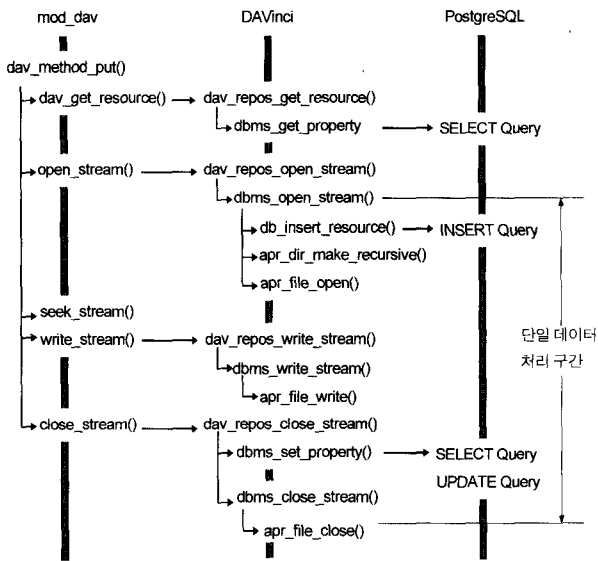 mod_dav DAVinci PostgreSQL
dav_method_put()
dav_get_resource() dav_repos_get_resource()
dbms_get_property SELECT Query
open_stream() dav_repos_open_stream()
dbms_open_stream()
db_insert_resource() INSERT Query
apr_dir_make_recursive()
apr_file_open()
seek_stream()
단일 데이터
write_stream() dav_repos_write_stream()
처리 구간
dbms_write_stream()
apr_file_write()
close_stream() dav_repos_close_stream()
dbms_set_property() SELECT Query
UPDATE Query
dbms_close_stream()
apr_file_close()